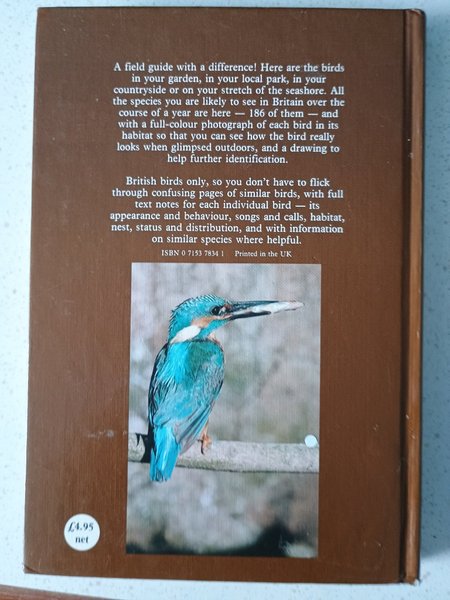 A field guide with a difference! Here are the birds
in your garden, in your local park, in your
countryside or on your stretch of the seashore. All
the species you are likely to see in Britain over the
course of a year are here — 186 of them — and
with a full-colour photograph of each bird in its
habitat so that you can see how the bird really
looks when glimpsed outdoors, and a drawing to
help further identification.
British birds only, so you don't have to flick
through confusing pages of similar birds, with full
text notes for each individual bird — its
appearance and behaviour, songs and calls, habitat,
nest, status and distribution, and with information
on similar species where helpful.
ISBN 0 7153 7834 1 Printed in the UK
£4.95
net